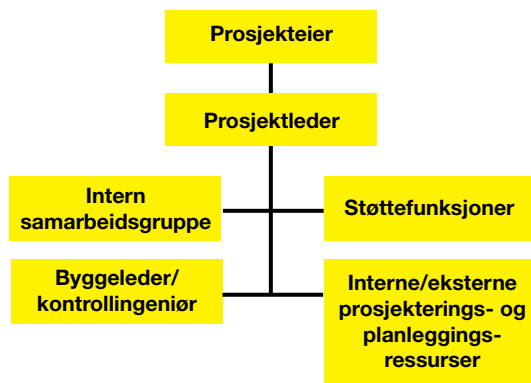 Prosjekteier
Prosjektleder
Intern
samarbeidsgruppe
Støttefunksjoner
Byggeleder/
kontrollingeniør
Interne/eksterne
prosjekterings- og
planleggings-
ressurser